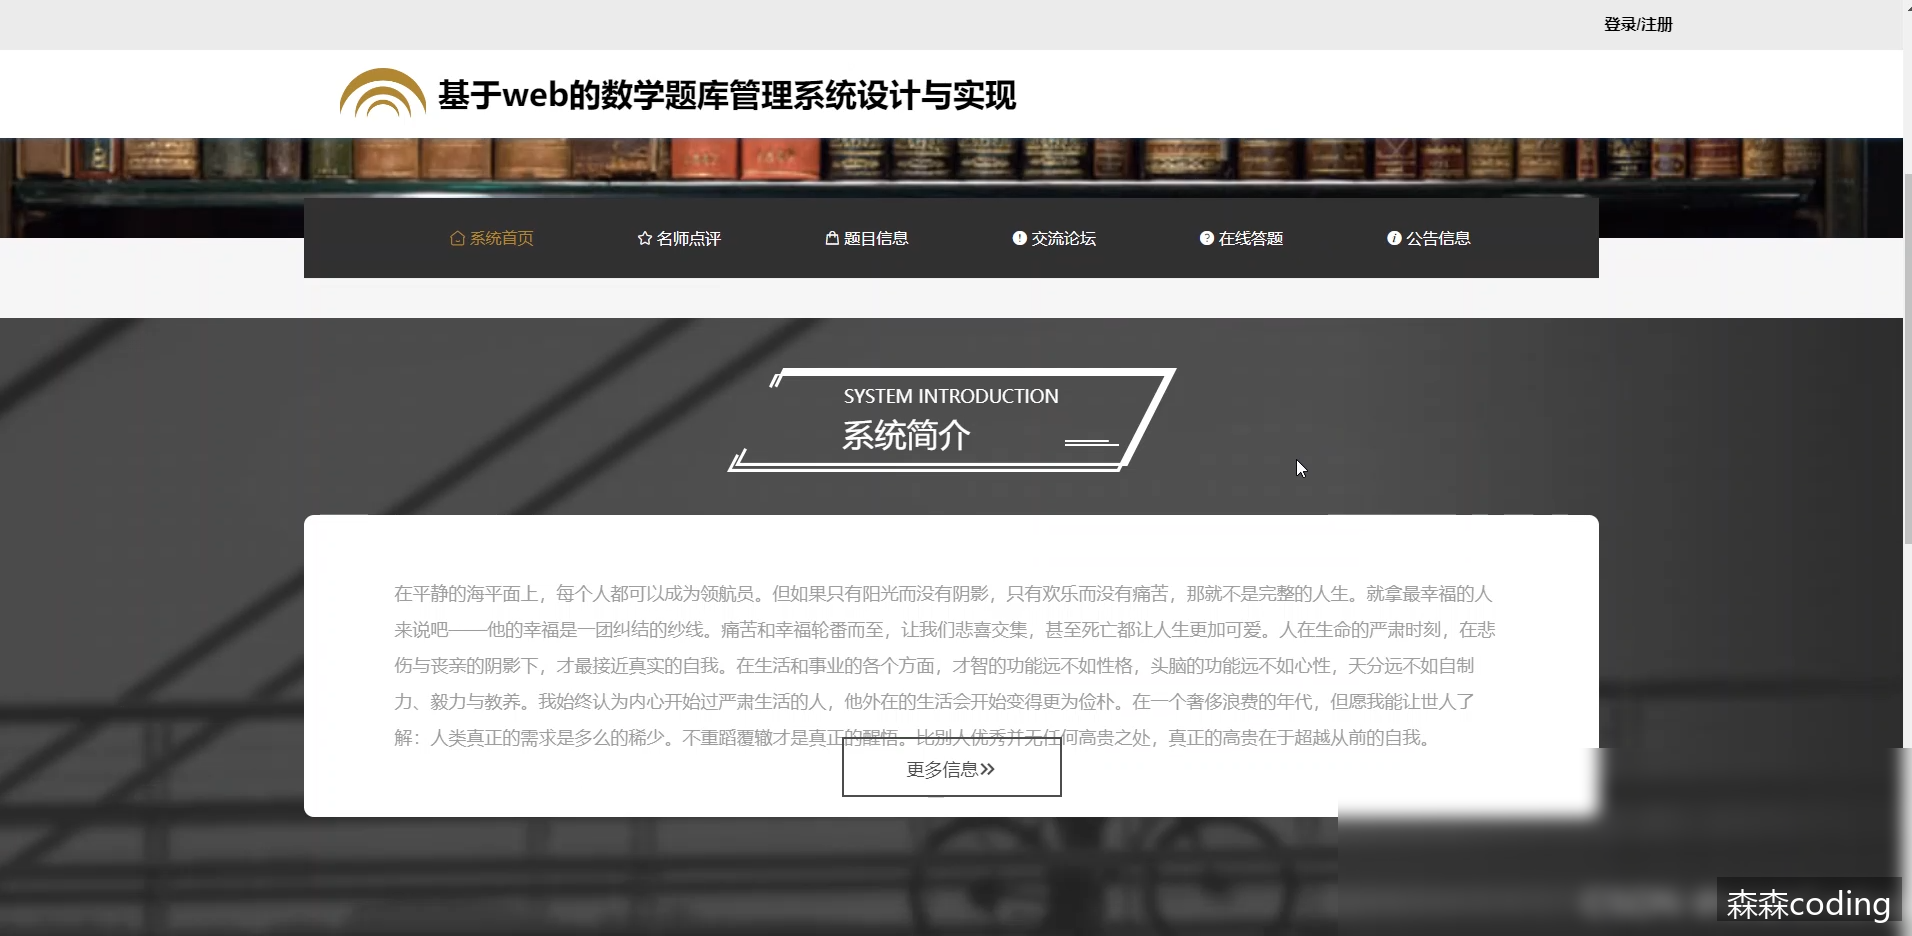 登录/注册
基于web的数学题库管理系统设计与实现
系统首页 名师点评 题目信息 交流论坛 在线答题 公告信息
SYSTEM INTRODUCTION
系统简介
在平静的海平面上，每个人都可以成为领航员。但如果只有阳光而没有阴影，只有欢乐而没有痛苦，那就不是完整的人生。就拿最幸福的人
来说吧——他的幸福是一团纠结的纱线。痛苦和幸福轮番而至，让我们悲喜交集，甚至死亡都让人生更加可爱。人在生命的严肃时刻，在悲
伤与丧亲的阴影下，才最接近真实的自我。在生活和事业的各个方面，才智的功能远不如性格，头脑的功能远不如心性，天分远不如自制
力、毅力与教养。我始终认为内心开始过严肃生活的人，他外在的生活会开始变得更为俭朴。在一个奢侈浪费的年代，但愿我能让世人了
解：人类真正的需求是多么的稀少。不重蹈覆辙才是真正的醒悟。比别人优秀并无任何高贵之处，真正的高贵在于超越从前的自我。
更多信息
森森coding